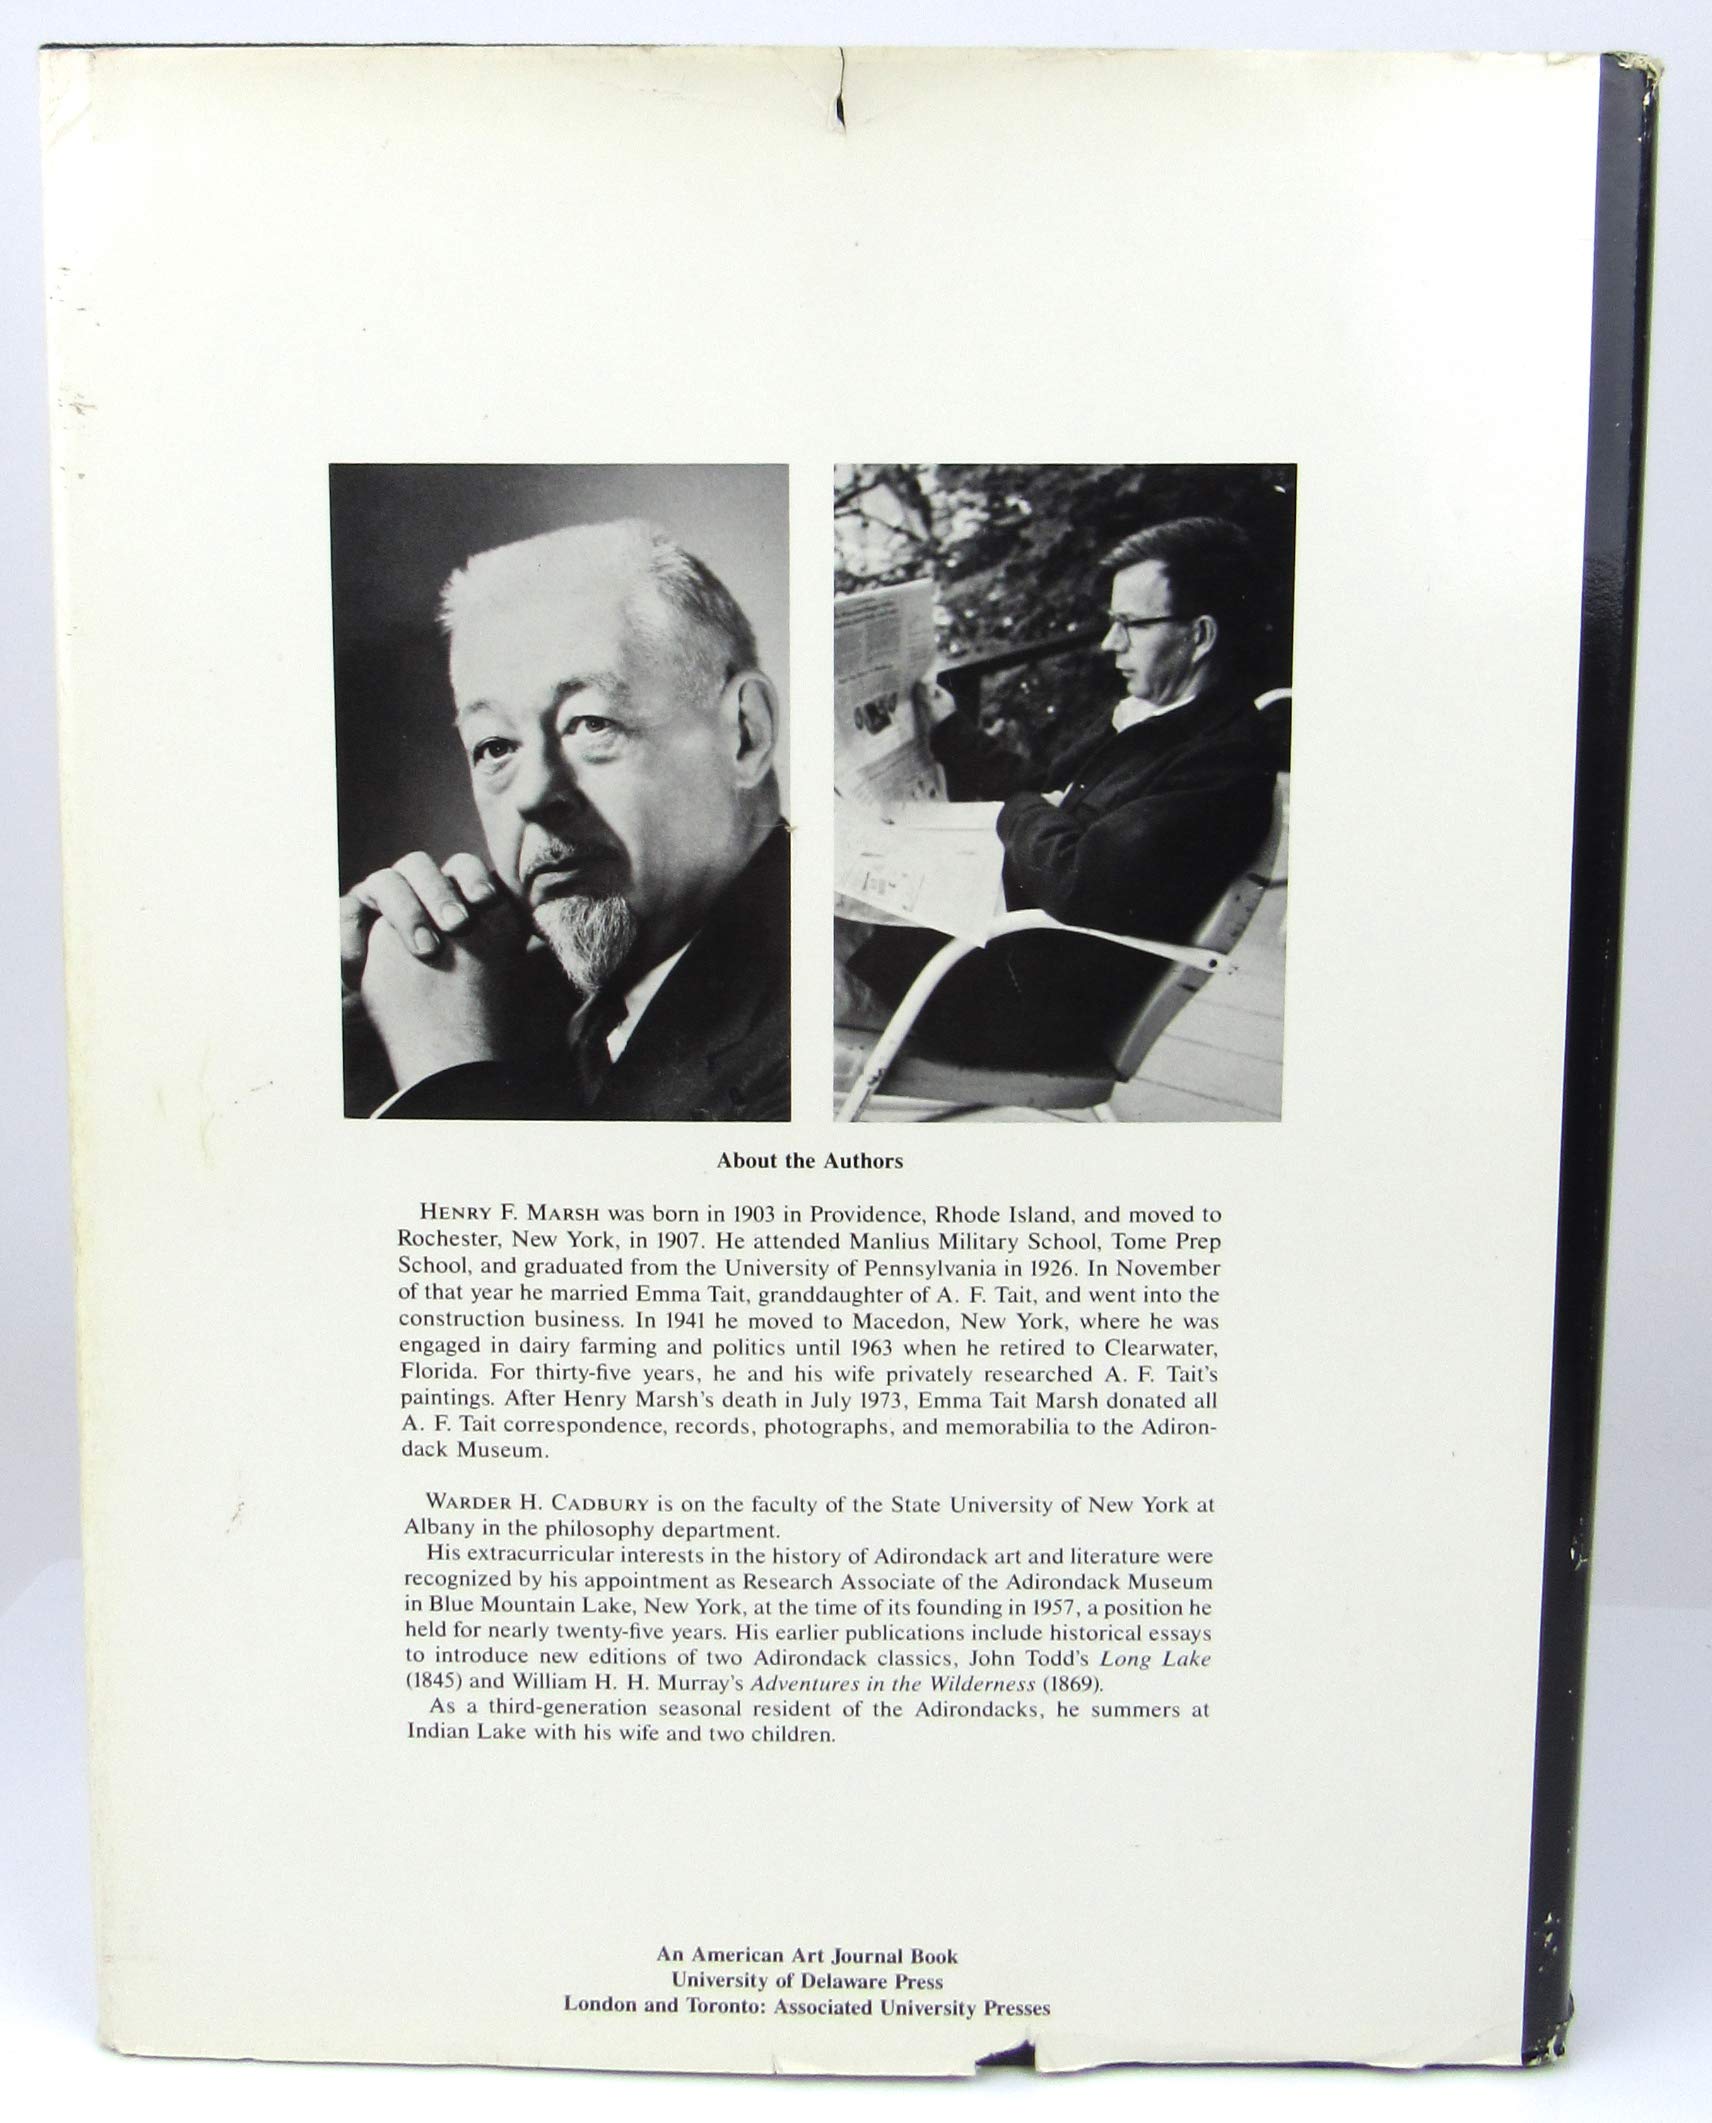 About the Authors
HENRY F. MARSH was born in 1903 in Providence, Rhode Island, and moved to
Rochester, New York, in 1907. He attended Manlius Military School, Tome Prep
School, and graduated from the University of Pennsylvania in 1926. In November
of that year he married Emma Tait, granddaughter of A. F. Tait, and went into the
construction business. In 1941 he moved to Macedon, New York, where he was
engaged in dairy farming and politics until 1963 when he retired to Clearwater,
Florida. For thirty-five years, he and his wife privately researched A. F. Tait's
paintings. After Henry Marsh's death in July 1973, Emma Tait Marsh donated all
A. F. Tait correspondence, records, photographs, and memorabilia to the Adiron-
dack Museum.
WARDER H. CADBURY is on the faculty of the State University of New York at
Albany in the philosophy department.
His extracurricular interests in the history of Adirondack art and literature were
recognized by his appointment as Research Associate of the Adirondack Museum
in Blue Mountain Lake, New York, at the time of its founding in 1957, a position he
held for nearly twenty-five years. His earlier publications include historical essays
to introduce new editions of two Adirondack classics, John Todd's Long Lake
(1845) and William H. H. Murray's Adventures in the Wilderness (1869).
As a third-generation seasonal resident of the Adirondacks, he summers at
Indian Lake with his wife and two children.
An American Art Journal Book
University of Delaware Press
London and Toronto: Associated University Presses